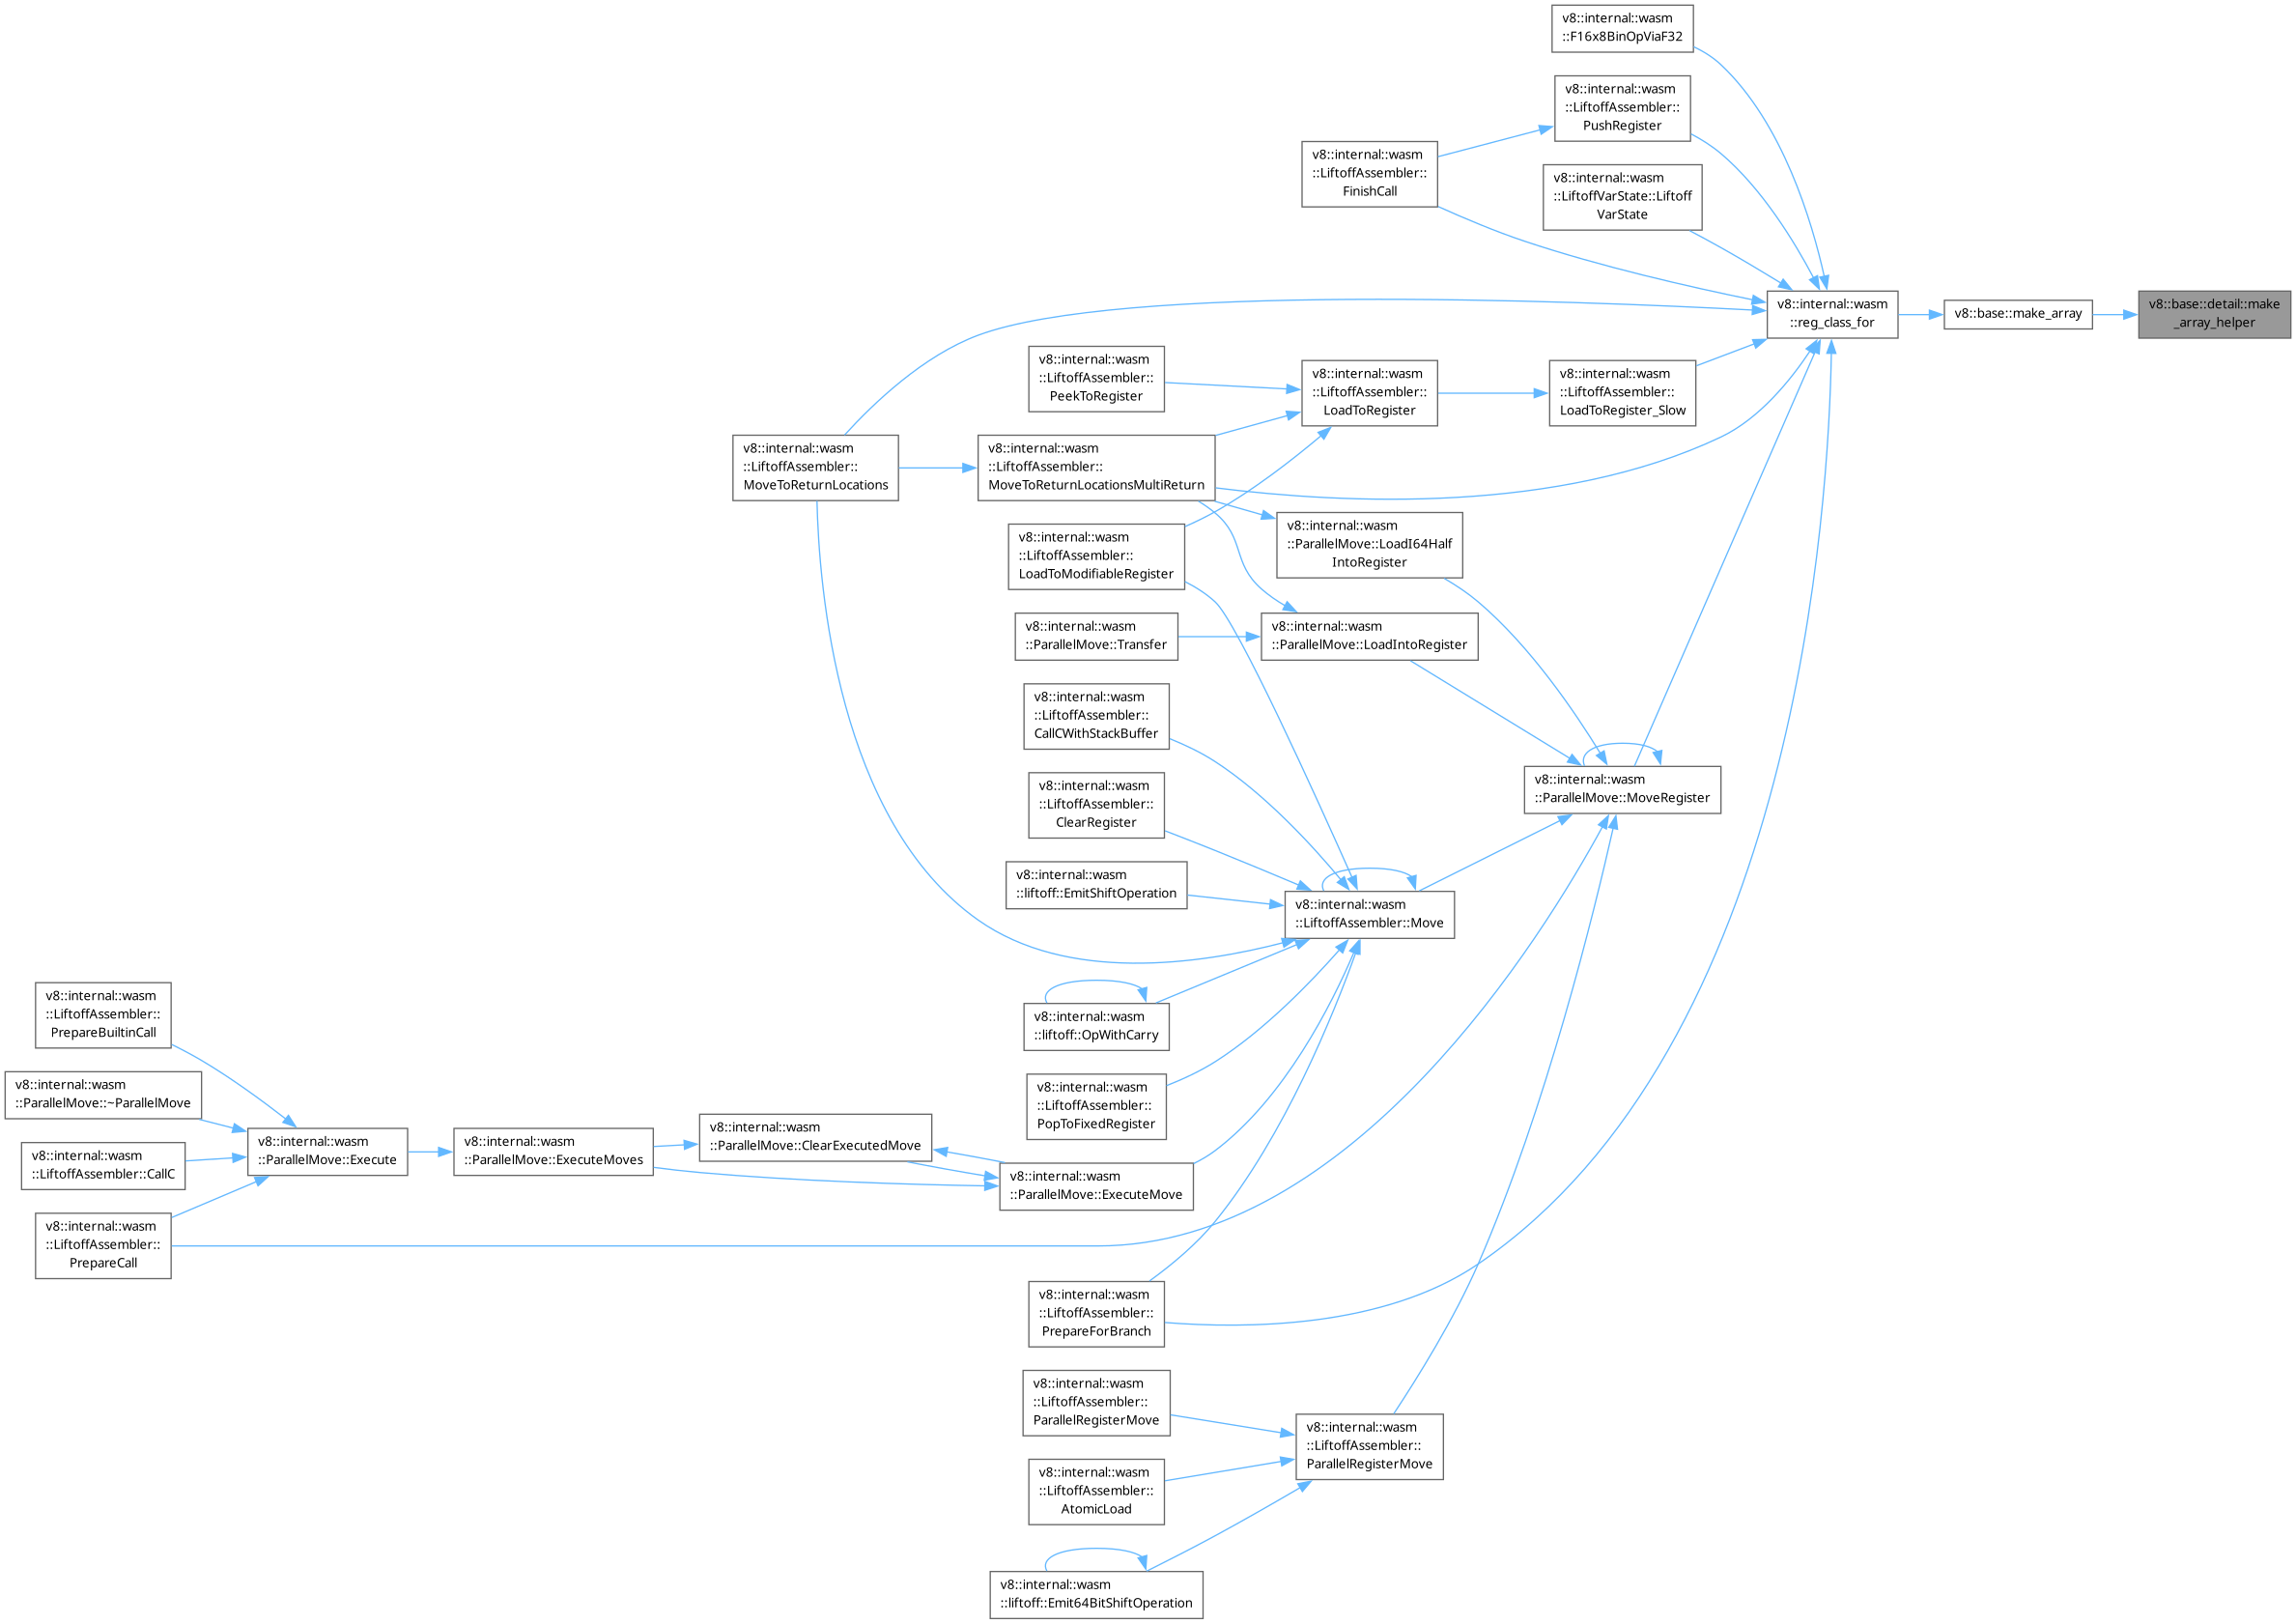 v8::internal::wasm
::F16x8BinOpViaF32
v8::internal::wasm
::LiftoffAssembler::
PushRegister
v8::internal::wasm
::LiftoffAssembler::
FinishCall
v8::internal::wasm
::LiftoffVarState::Liftoff
VarState
v8::internal::wasm
::reg_class_for
v8::base::make_array
v8::base::detail::make
_array_helper
v8::internal::wasm
::LiftoffAssembler::
PeekToRegister
v8::internal::wasm
::LiftoffAssembler::
LoadToRegister
v8::internal::wasm
::LiftoffAssembler::
LoadToRegister_Slow
v8::internal::wasm
::LiftoffAssembler::
MoveToReturnLocations
v8::internal::wasm
::LiftoffAssembler::
MoveToReturnLocationsMultiReturn
v8::internal::wasm
::LiftoffAssembler::
LoadToModifiableRegister
v8::internal::wasm
::ParallelMove::LoadI64Half
IntoRegister
v8::internal::wasm
::ParallelMove::Transfer
v8::internal::wasm
::ParallelMove::LoadIntoRegister
v8::internal::wasm
::LiftoffAssembler::
CallCWithStackBuffer
v8::internal::wasm
::ParallelMove::MoveRegister
v8::internal::wasm
::LiftoffAssembler::
ClearRegister
v8::internal::wasm
::liftoff::EmitShiftOperation
v8::internal::wasm
::LiftoffAssembler::Move
v8::internal::wasm
::liftoff::OpWithCarry
v8::internal::wasm
::LiftoffAssembler::
PopToFixedRegister
v8::internal::wasm
::LiftoffAssembler::
PrepareBuiltinCall
v8::internal::wasm
::ParallelMove::~ParallelMove
v8::internal::wasm
::LiftoffAssembler::CallC
v8::internal::wasm
::LiftoffAssembler::
PrepareCall
v8::internal::wasm
::ParallelMove::Execute
v8::internal::wasm
::ParallelMove::ExecuteMoves
v8::internal::wasm
::ParallelMove::ClearExecutedMove
v8::internal::wasm
::ParallelMove::ExecuteMove
v8::internal::wasm
::LiftoffAssembler::
PrepareForBranch
v8::internal::wasm
::LiftoffAssembler::
ParallelRegisterMove
v8::internal::wasm
::LiftoffAssembler::
ParallelRegisterMove
v8::internal::wasm
::LiftoffAssembler::
AtomicLoad
v8::internal::wasm
::liftoff::Emit64BitShiftOperation